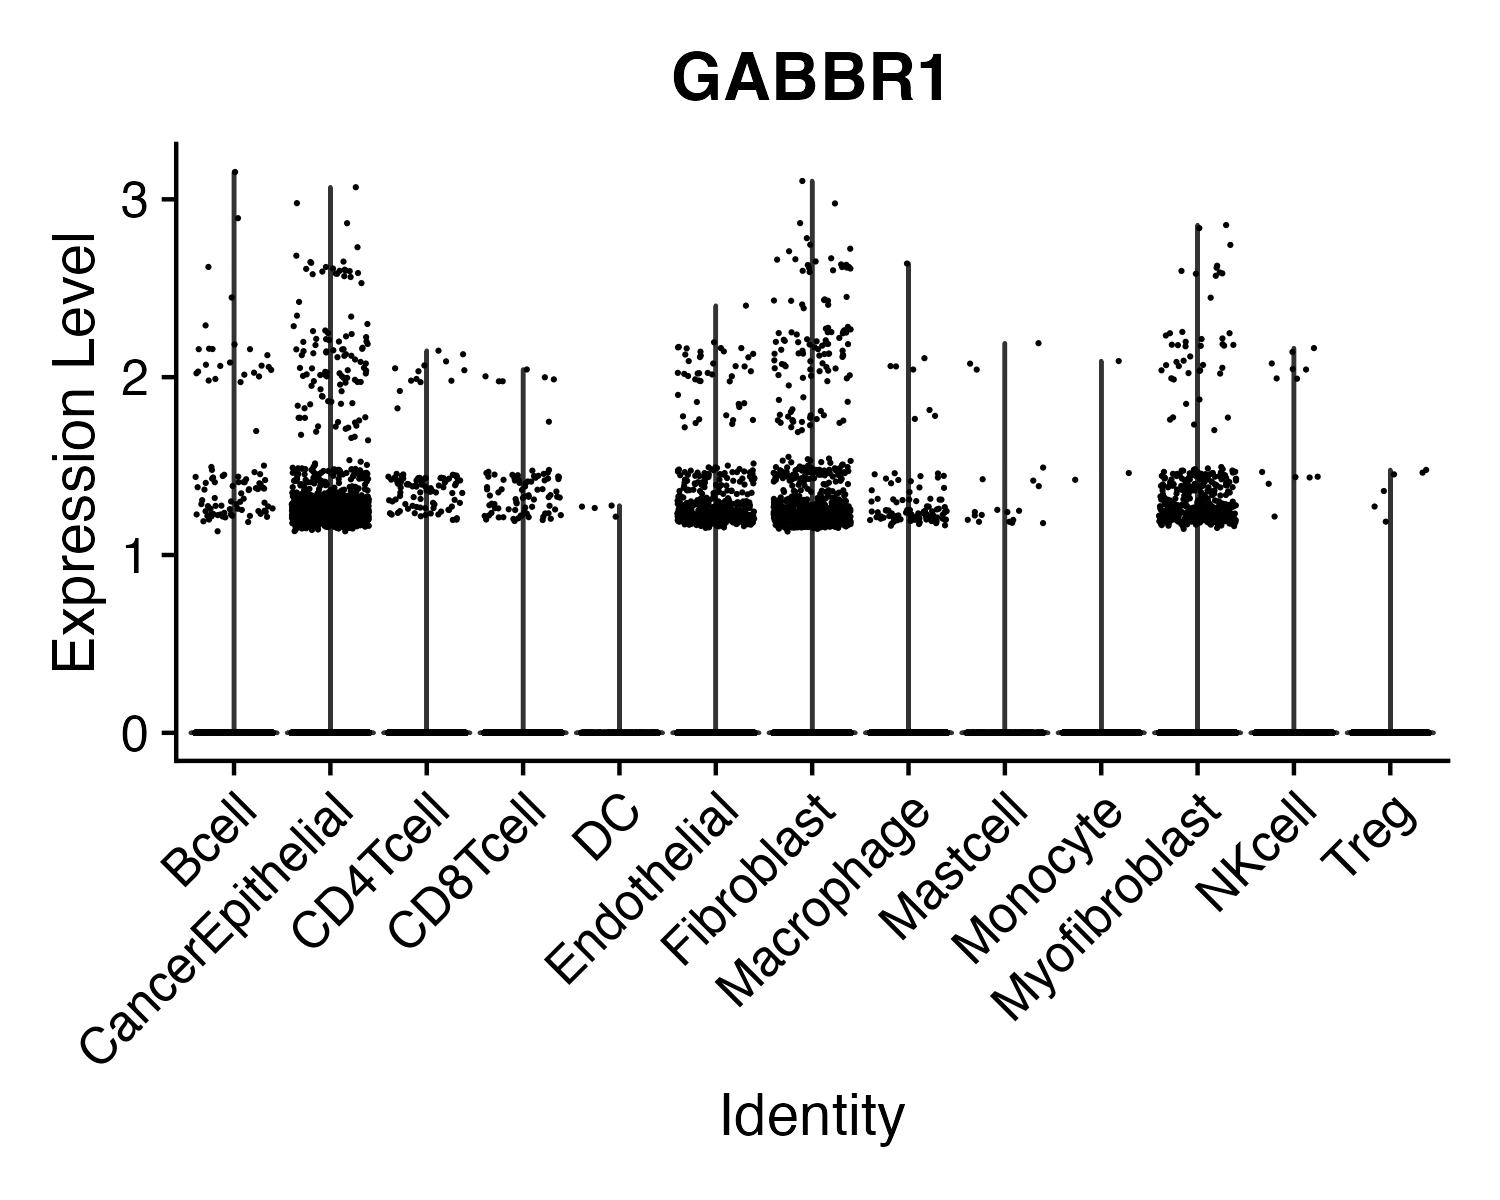 GABBR1
Expression Level
3
2
1
0
Bcell
CancerEpithelial
CD4Tcell
CD8Tcell
DC
Endothelial
Fibroblast
Macrophage
Mastcell
Monocyte
Myofibroblast
NKcell
Treg
Identity